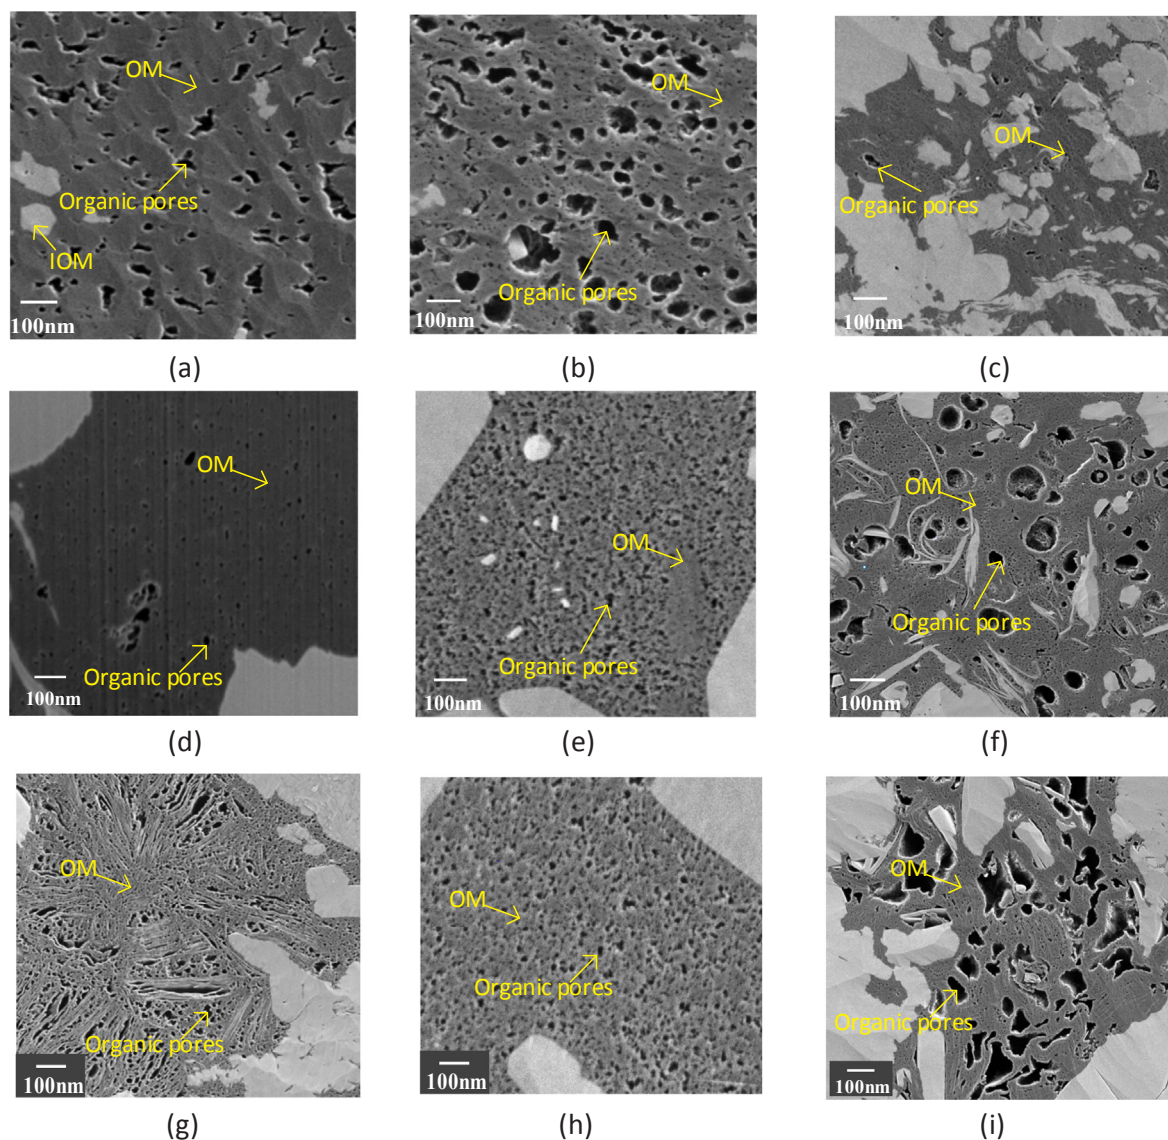 OM
Organic pores
IOM
100nm
(a)
OM
Organic pores
100nm
(b)
OM
Organic pores
100nm
(c)
OM
Organic pores
100nm
(d)
OM
Organic pores
100nm
(e)
OM
Organic pores
100nm
(f)
OM
Organic pores
100nm
(g)
OM
Organic pores
100nm
(h)
OM
Organic pores
100nm
(i)